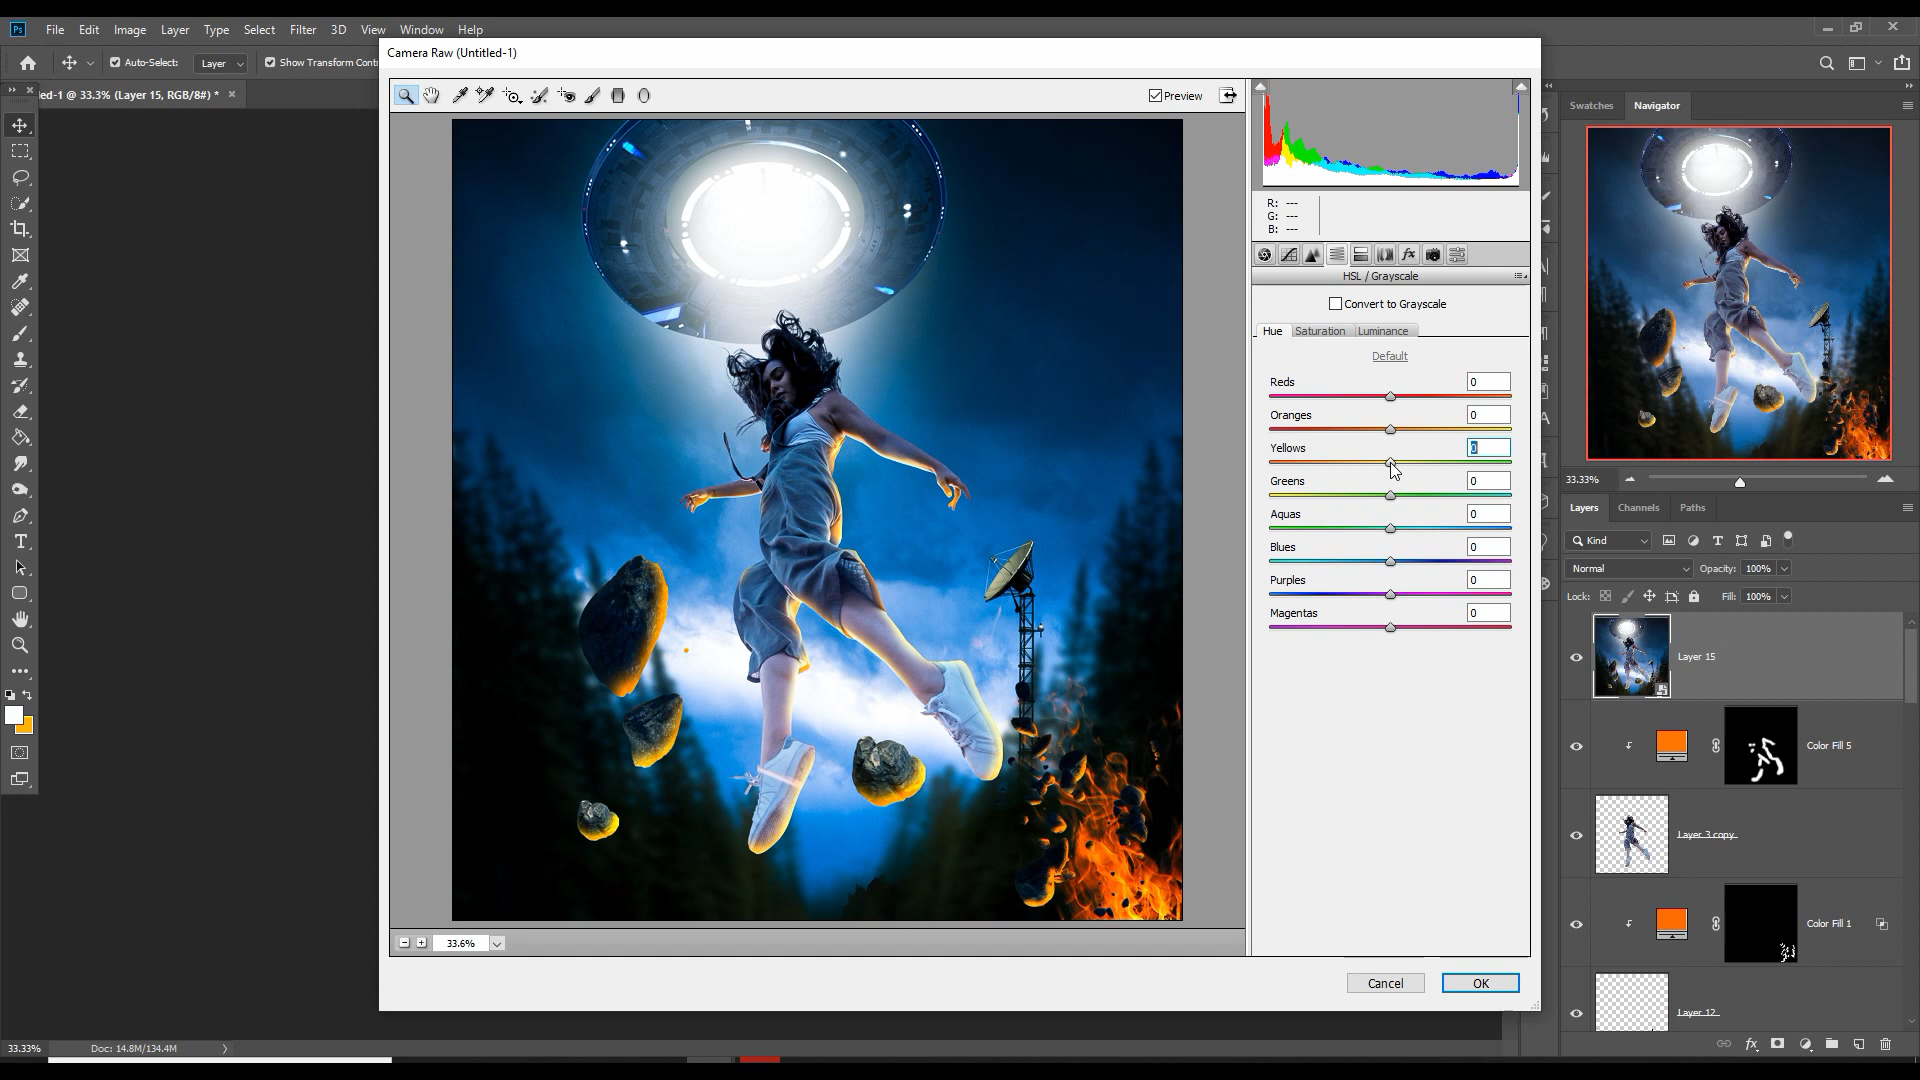 Ps File Edit Image Layer Type Select Filter 3D View Window Help
Camera Raw (Untitled-1)
Auto-Select: Layer Show Transform Cont
ed-1 @ 33.3% (Layer 15, RGB/8#) *
Preview
R: ---
G: ---
B: ---
HSL / Grayscale
Convert to Grayscale
Hue Saturation Luminance
Default
Reds 0
Oranges 0
Yellows 0
Greens 0
Aquas 0
Blues 0
Purples 0
Magentas 0
33.6%
Cancel OK
Swatches Navigator
33.33%
Layers Channels Paths
Kind
Normal Opacity: 100%
Lock: Fill: 100%
Layer 15
Color Fill 5
Layer 3 copy
Color Fill 1
Layer 12
fx
33.33% Doc: 14.8M/134.4M